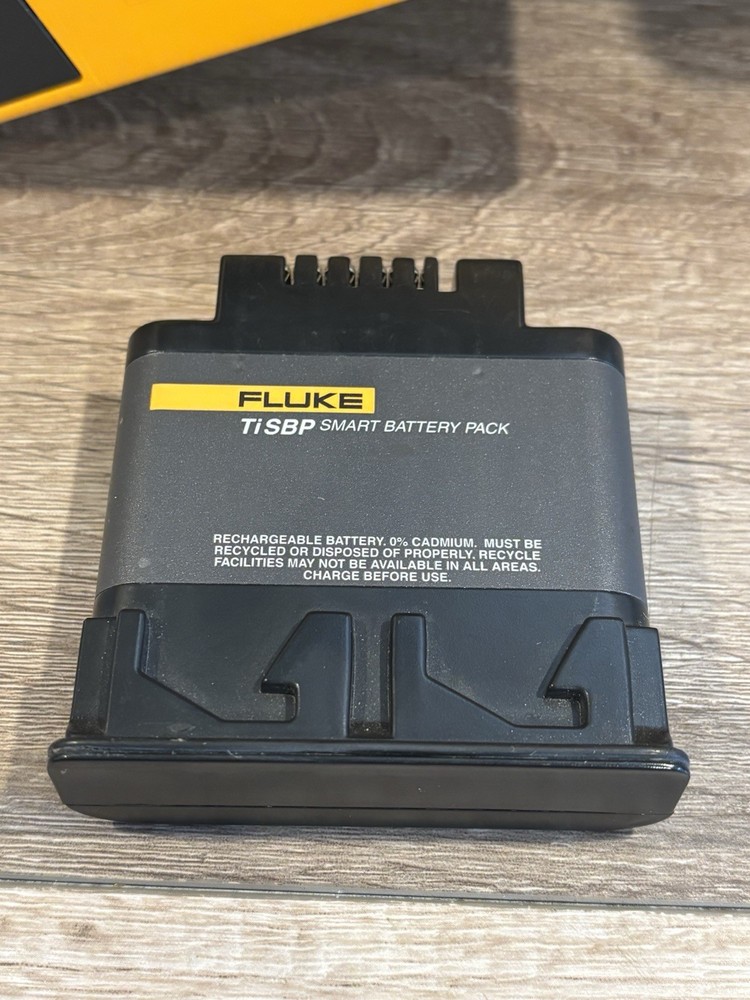 FLUKE
TiSBP SMART BATTERY PACK
RECHARGEABLE BATTERY. 0% CADMIUM. MUST BE
RECYCLED OR DISPOSED OF PROPERLY. RECYCLE
FACILITIES MAY NOT BE AVAILABLE IN ALL AREAS.
CHARGE BEFORE USE.